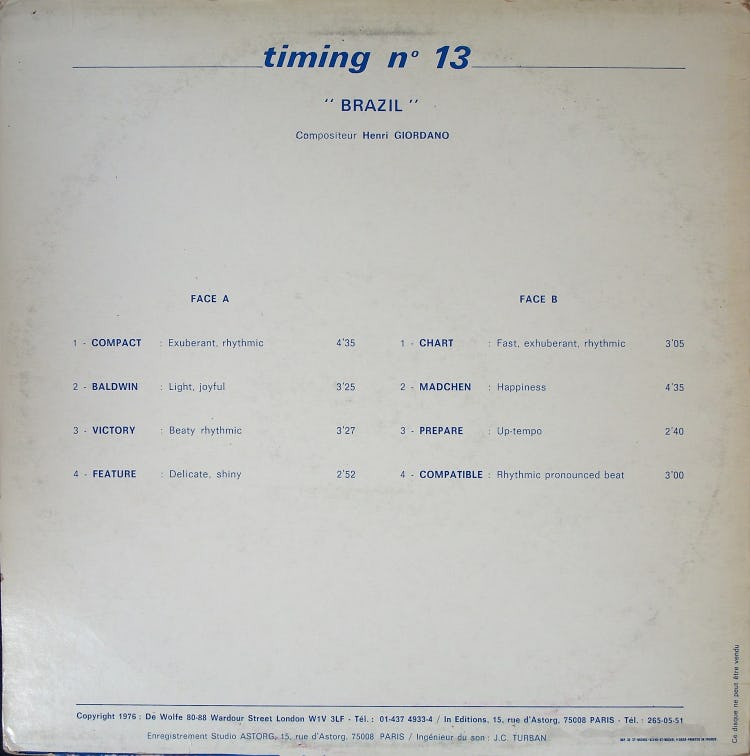 timing nº 13
" BRAZIL "
Compositeur Henri GIORDANO
FACE A
1 - COMPACT : Exuberant, rhythmic 4'35
2 - BALDWIN : Light, joyful 3'25
3 - VICTORY : Beaty rhythmic 3'27
4 - FEATURE : Delicate, shiny 2'52
FACE B
1 - CHART : Fast, exhuberant, rhythmic 3'05
2 - MADCHEN : Happiness 4'35
3 - PREPARE : Up-tempo 2'40
4 - COMPATIBLE : Rhythmic pronounced beat 3'00
Copyright 1976 : De Wolfe 80-88 Wardour Street London W1V 3LF - Tél. : 01-437 4933-4 / In Editions, 15, rue d'Astorg, 75008 PARIS - Tél. : 265-05-51
Enregistrement Studio ASTORG, 15, rue d'Astorg, 75008 PARIS / Ingénieur du son : J.C. TURBAN
Ce disque ne peut être vendu